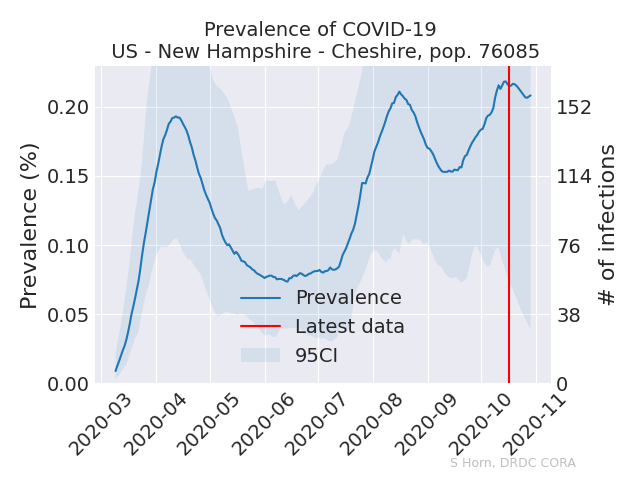 Prevalence of COVID-19
US - New Hampshire - Cheshire, pop. 76085
Prevalence (%)
0.20
0.15
0.10
0.05
0.00
152
114
76
38
0
# of infections
Prevalence
Latest data
95CI
2020-03
2020-04
2020-05
2020-06
2020-07
2020-08
2020-09
2020-10
2020-11
S Horn, DRDC CORA